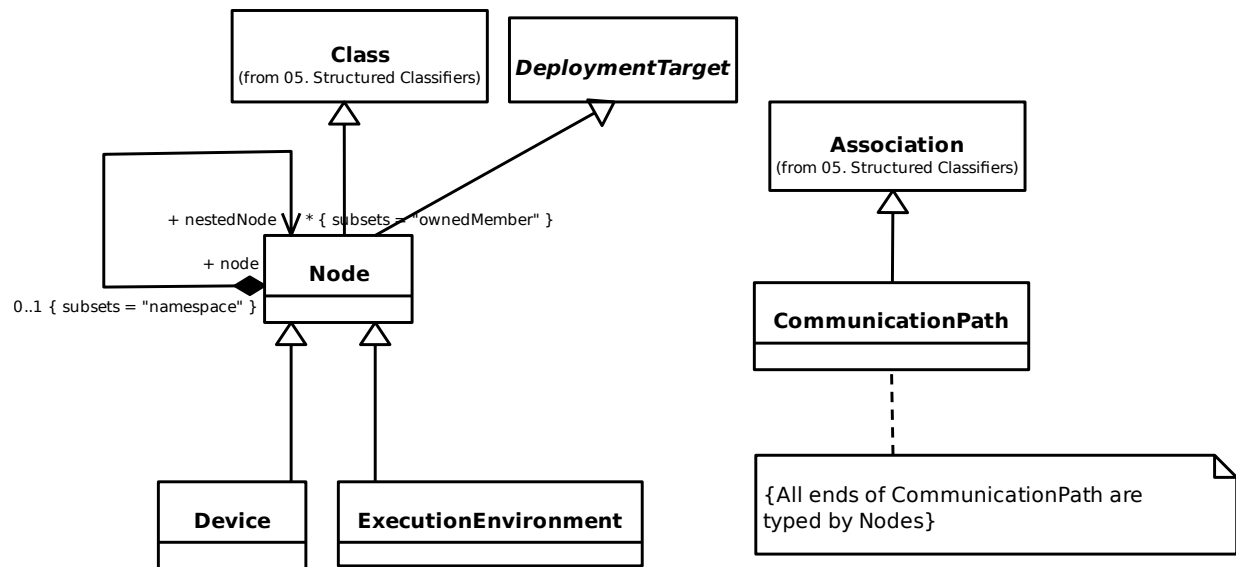 Class
(from 05. Structured Classifiers)
DeploymentTarget
Association
(from 05. Structured Classifiers)
+ nestedNode
* { subsets = "ownedMember" }
+ node
Node
0..1 { subsets = "namespace" }
CommunicationPath
Device
ExecutionEnvironment
{All ends of CommunicationPath are
typed by Nodes}